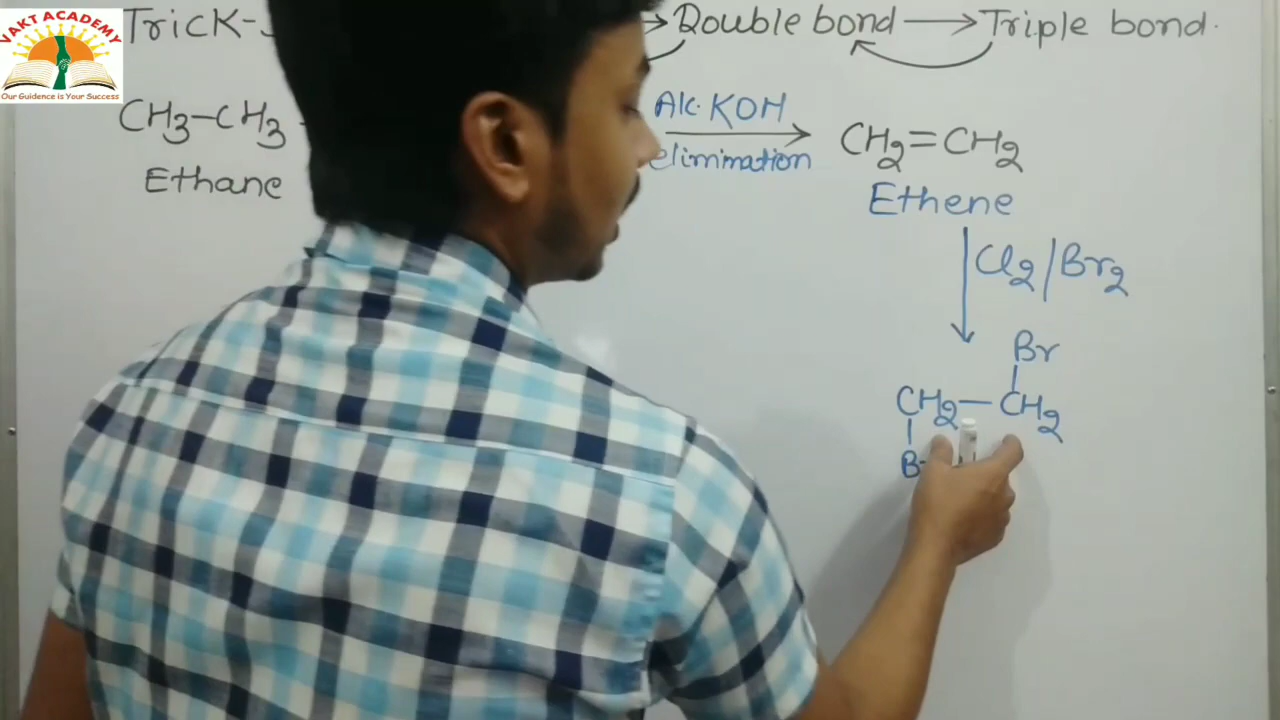 VAKT ACADEMY
Our Guidence is Your Success
TricK- Double bond → Triple bond.
CH3-CH3 Alc. KOH CH2=CH2
Ethane elimination Ethene
Cl2/Br2
Br
CH2-CH2